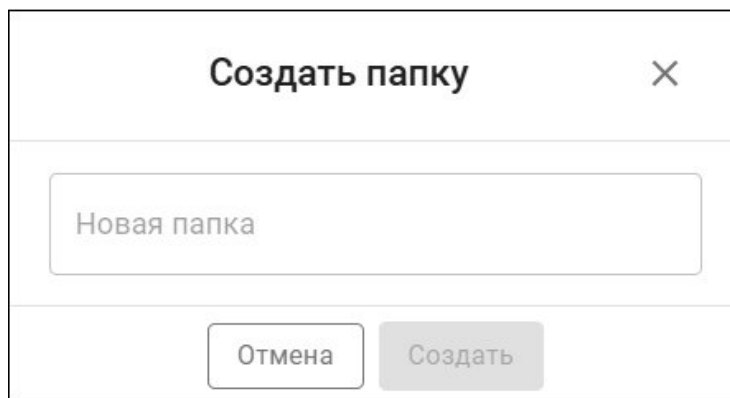 Создать папку
Новая папка
Отмена Создать